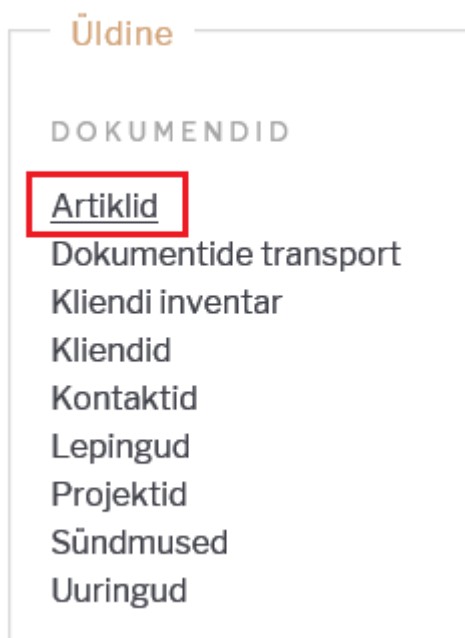 Üldine
DOKUMENDID
Artiklid
Dokumentide transport
Kliendi inventar
Kliendid
Kontaktid
Lepingud
Projektid
Sündmused
Uuringud